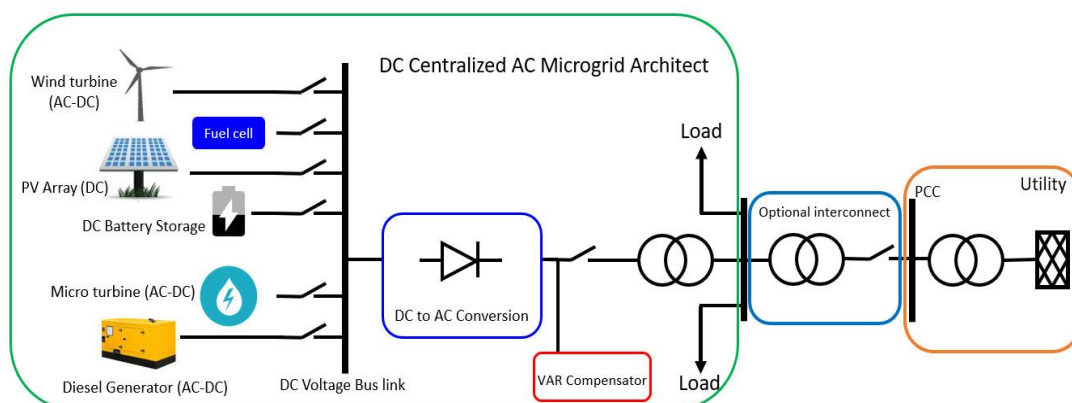 DC Centralized AC Microgrid Architect
Wind turbine
(AC-DC)
Fuel cell
PV Array (DC)
DC Battery Storage
Micro turbine (AC-DC)
Diesel Generator (AC-DC)
DC Voltage Bus link
DC to AC Conversion
VAR Compensator
Load
Load
Optional interconnect
PCC
Utility